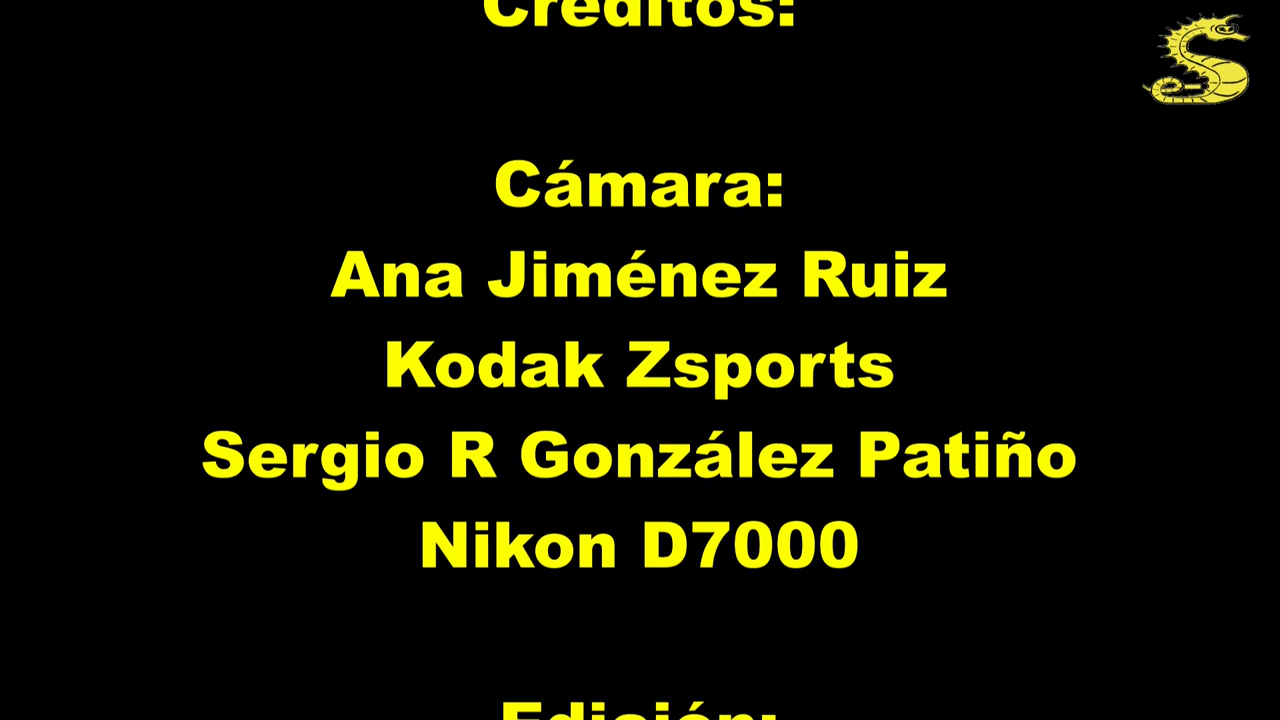 Créditos:
Cámara:
Ana Jiménez Ruiz
Kodak Zsports
Sergio R González Patiño
Nikon D7000
Edición: